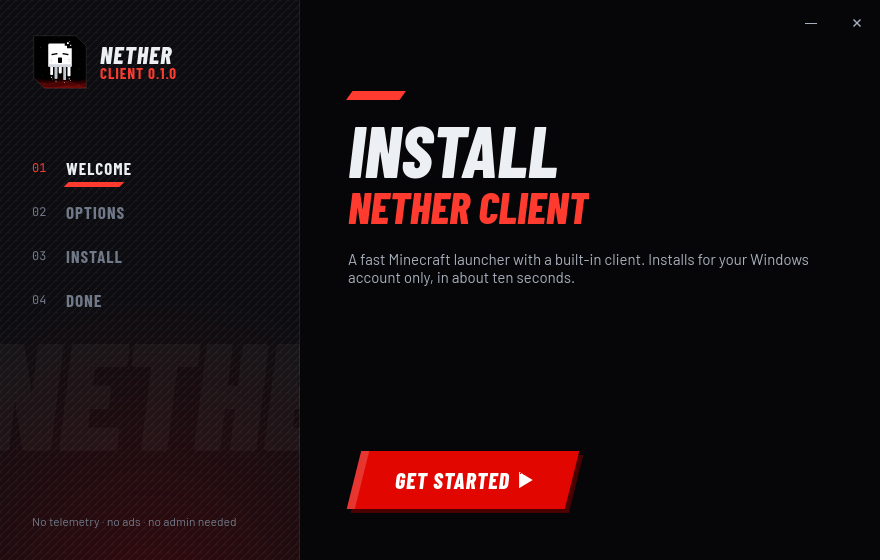 NETHER
CLIENT 0.1.0
01 WELCOME
02 OPTIONS
03 INSTALL
04 DONE
NETHE
No telemetry · no ads · no admin needed
INSTALL
NETHER CLIENT
A fast Minecraft launcher with a built-in client. Installs for your Windows
account only, in about ten seconds.
GET STARTED